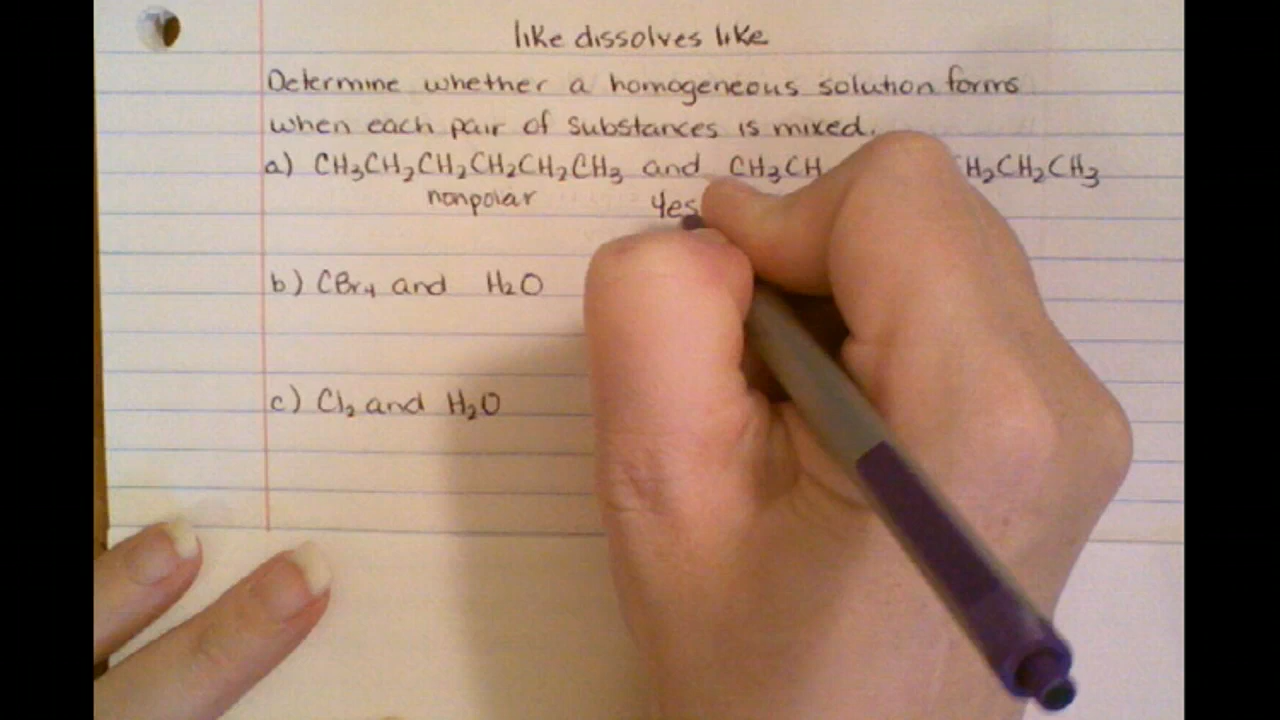 like dissolves like
Determine whether a homogeneous solution forms
when each pair of substances is mixed.
a) CH₃CH₂CH₂CH₂CH₂CH₃ and CH₃CH H₂CH₂CH₃
nonpolar Yes
b) CBr₄ and H₂O
c) Cl₂ and H₂O